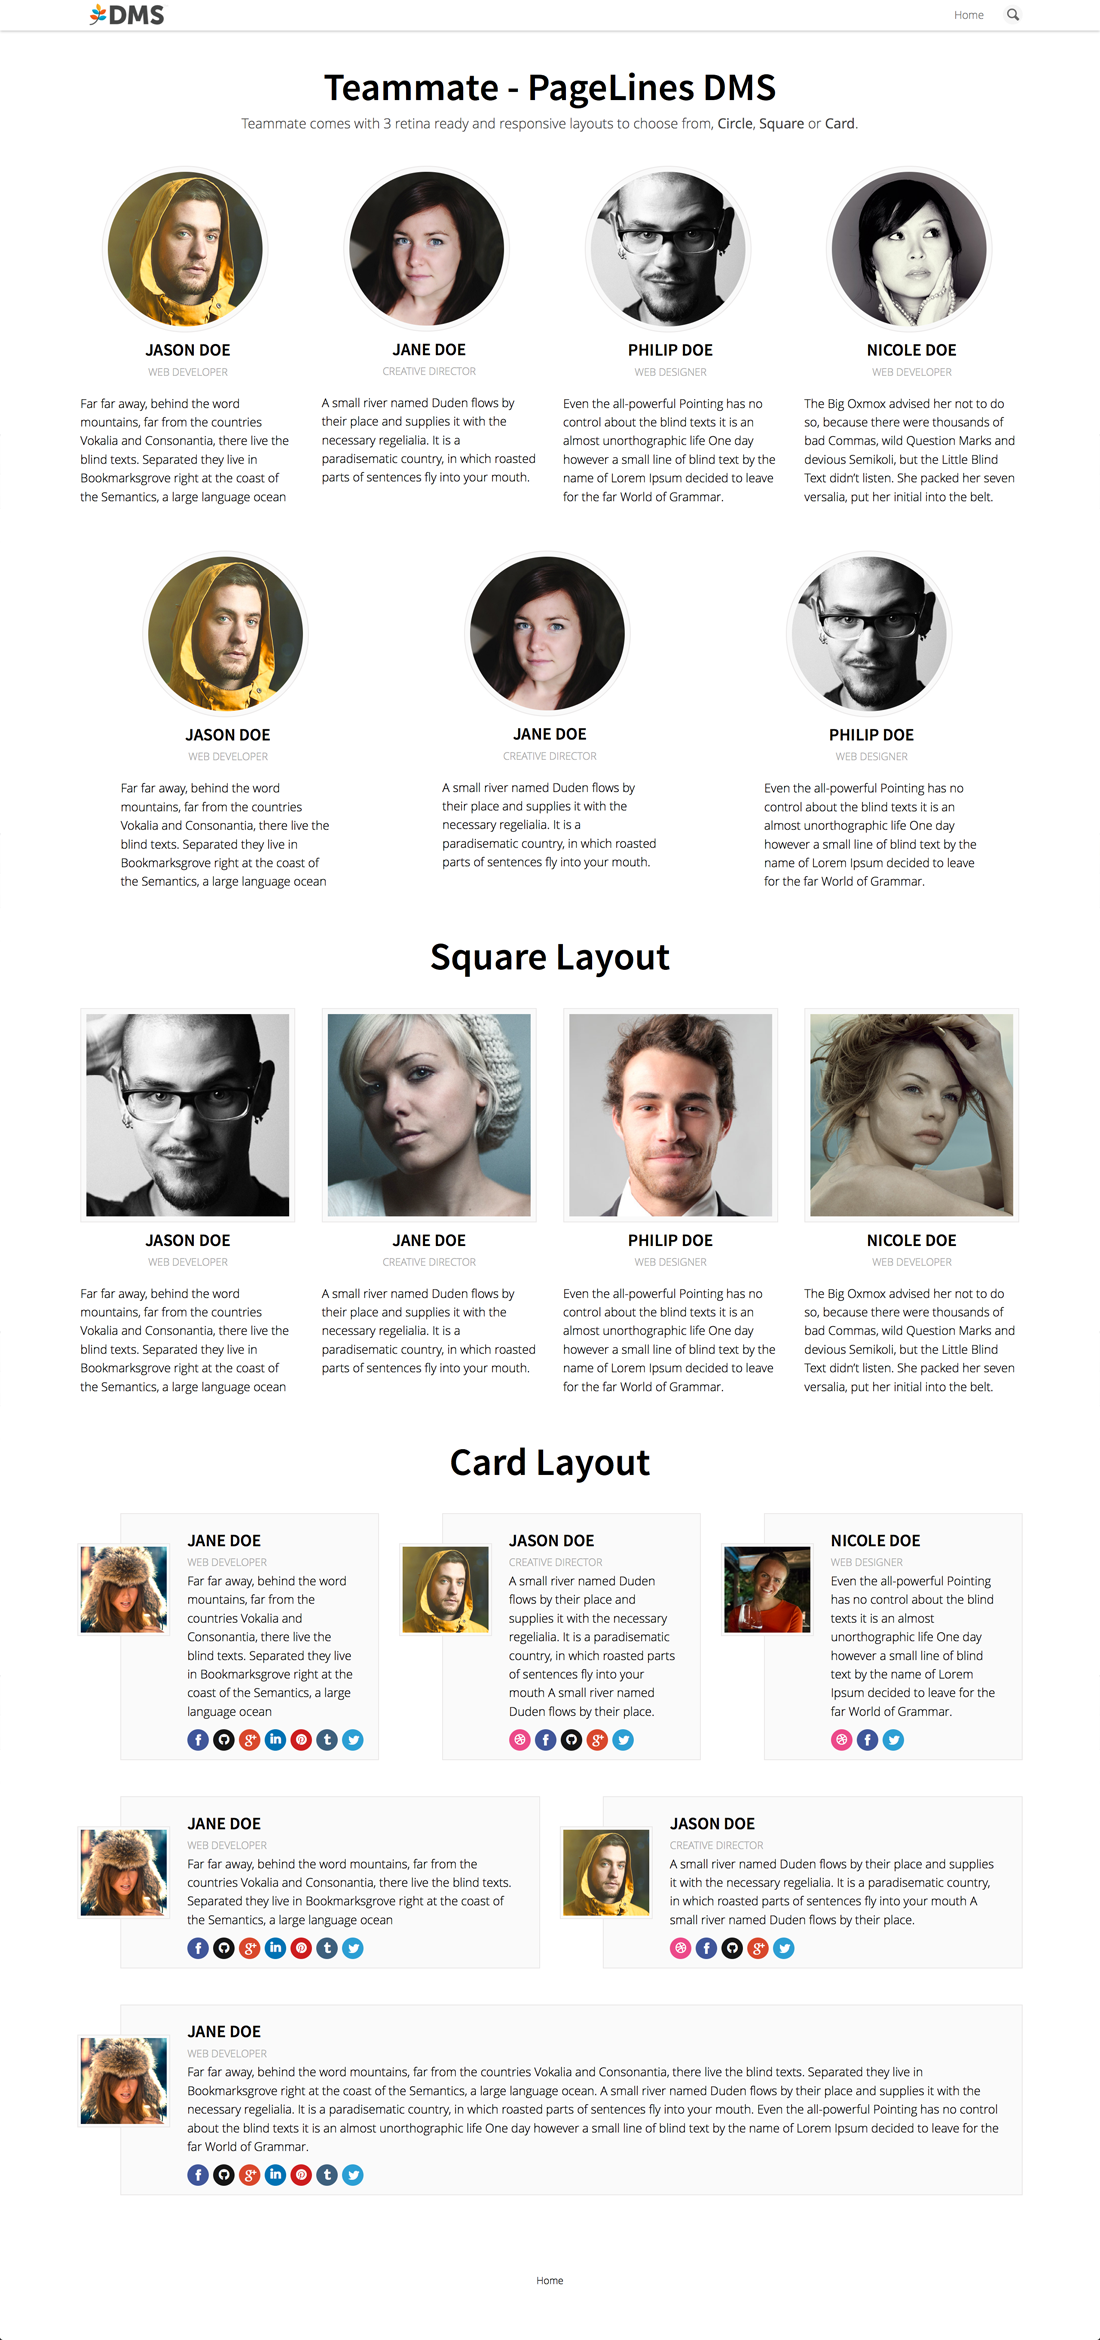 DMS
Home
Teammate - PageLines DMS
Teammate comes with 3 retina ready and responsive layouts to choose from, Circle, Square or Card.
JASON DOE
WEB DEVELOPER
Far far away, behind the word
mountains, far from the countries
Vokalia and Consonantia, there live the
blind texts. Separated they live in
Bookmarksgrove right at the coast of
the Semantics, a large language ocean
JANE DOE
CREATIVE DIRECTOR
A small river named Duden flows by
their place and supplies it with the
necessary regelialia. It is a
paradisematic country, in which roasted
parts of sentences fly into your mouth.
PHILIP DOE
WEB DESIGNER
Even the all-powerful Pointing has no
control about the blind texts it is an
almost unorthographic life One day
however a small line of blind text by the
name of Lorem Ipsum decided to leave
for the far World of Grammar.
NICOLE DOE
WEB DEVELOPER
The Big Oxmox advised her not to do
so, because there were thousands of
bad Commas, wild Question Marks and
devious Semikoli, but the Little Blind
Text didn't listen. She packed her seven
versalia, put her initial into the belt.
JASON DOE
WEB DEVELOPER
Far far away, behind the word
mountains, far from the countries
Vokalia and Consonantia, there live the
blind texts. Separated they live in
Bookmarksgrove right at the coast of
the Semantics, a large language ocean
JANE DOE
CREATIVE DIRECTOR
A small river named Duden flows by
their place and supplies it with the
necessary regelialia. It is a
paradisematic country, in which roasted
parts of sentences fly into your mouth.
PHILIP DOE
WEB DESIGNER
Even the all-powerful Pointing has no
control about the blind texts it is an
almost unorthographic life One day
however a small line of blind text by the
name of Lorem Ipsum decided to leave
for the far World of Grammar.
Square Layout
JASON DOE
WEB DEVELOPER
Far far away, behind the word
mountains, far from the countries
Vokalia and Consonantia, there live the
blind texts. Separated they live in
Bookmarksgrove right at the coast of
the Semantics, a large language ocean
JANE DOE
CREATIVE DIRECTOR
A small river named Duden flows by
their place and supplies it with the
necessary regelialia. It is a
paradisematic country, in which roasted
parts of sentences fly into your mouth.
PHILIP DOE
WEB DESIGNER
Even the all-powerful Pointing has no
control about the blind texts it is an
almost unorthographic life One day
however a small line of blind text by the
name of Lorem Ipsum decided to leave
for the far World of Grammar.
NICOLE DOE
WEB DEVELOPER
The Big Oxmox advised her not to do
so, because there were thousands of
bad Commas, wild Question Marks and
devious Semikoli, but the Little Blind
Text didn't listen. She packed her seven
versalia, put her initial into the belt.
Card Layout
JANE DOE
WEB DEVELOPER
Far far away, behind the word
mountains, far from the
countries Vokalia and
Consonantia, there live the
blind texts. Separated they live
in Bookmarksgrove right at the
coast of the Semantics, a large
language ocean
JASON DOE
CREATIVE DIRECTOR
A small river named Duden
flows by their place and
supplies it with the necessary
regelialia. It is a paradisematic
country, in which roasted parts
of sentences fly into your
mouth A small river named
Duden flows by their place.
NICOLE DOE
WEB DESIGNER
Even the all-powerful Pointing
has no control about the blind
texts it is an almost
unorthographic life One day
however a small line of blind
text by the name of Lorem
Ipsum decided to leave for the
far World of Grammar.
JANE DOE
WEB DEVELOPER
Far far away, behind the word mountains, far from the
countries Vokalia and Consonantia, there live the blind texts.
Separated they live in Bookmarksgrove right at the coast of
the Semantics, a large language ocean
JASON DOE
CREATIVE DIRECTOR
A small river named Duden flows by their place and supplies
it with the necessary regelialia. It is a paradisematic country,
in which roasted parts of sentences fly into your mouth A
small river named Duden flows by their place.
JANE DOE
WEB DEVELOPER
Far far away, behind the word mountains, far from the countries Vokalia and Consonantia, there live the blind texts. Separated they live in
Bookmarksgrove right at the coast of the Semantics, a large language ocean. A small river named Duden flows by their place and supplies it with the
necessary regelialia. It is a paradisematic country, in which roasted parts of sentences fly into your mouth. Even the all-powerful Pointing has no control
about the blind texts it is an almost unorthographic life One day however a small line of blind text by the name of Lorem Ipsum decided to leave for the
far World of Grammar.
Home